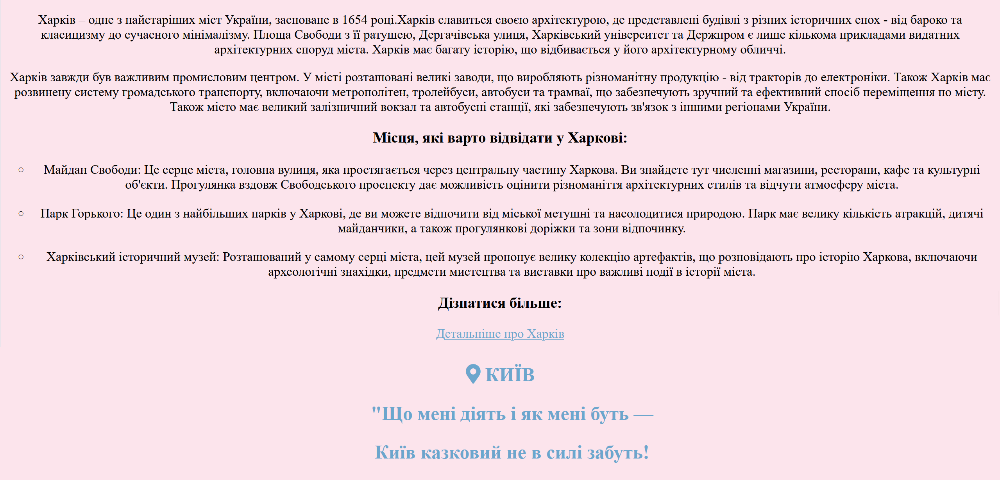 Харків – одне з найстаріших міст України, засноване в 1654 році.Харків славиться своєю архітектурою, де представлені будівлі з різних історичних епох - від бароко та
класицизму до сучасного мінімалізму. Площа Свободи з її ратушею, Дергачівська улиця, Харківський університет та Держпром є лише кількома прикладами видатних
архітектурних споруд міста. Харків має багату історію, що відбивається у його архітектурному обличчі.
Харків завжди був важливим промисловим центром. У місті розташовані великі заводи, що виробляють різноманітну продукцію - від тракторів до електроніки. Також Харків має
розвинену систему громадського транспорту, включаючи метрополітен, тролейбуси, автобуси та трамваї, що забезпечують зручний та ефективний спосіб переміщення по місту.
Також місто має великий залізничний вокзал та автобусні станції, які забезпечують зв'язок з іншими регіонами України.
Місця, які варто відвідати у Харкові:
Майдан Свободи: Це серце міста, головна вулиця, яка простягається через центральну частину Харкова. Ви знайдете тут численні магазини, ресторани, кафе та культурні
об'єкти. Прогулянка вздовж Свободського проспекту дає можливість оцінити різноманіття архітектурних стилів та відчути атмосферу міста.
Парк Горького: Це один з найбільших парків у Харкові, де ви можете відпочити від міської метушні та насолодитися природою. Парк має велику кількість атракцій, дитячі
майданчики, а також прогулянкові доріжки та зони відпочинку.
Харківський історичний музей: Розташований у самому серці міста, цей музей пропонує велику колекцію артефактів, що розповідають про історію Харкова, включаючи
археологічні знахідки, предмети мистецтва та виставки про важливі події в історії міста.
Дізнатися більше:
Детальніше про Харків
КИЇВ
"Що мені діять і як мені буть —
Київ казковий не в силі забуть!